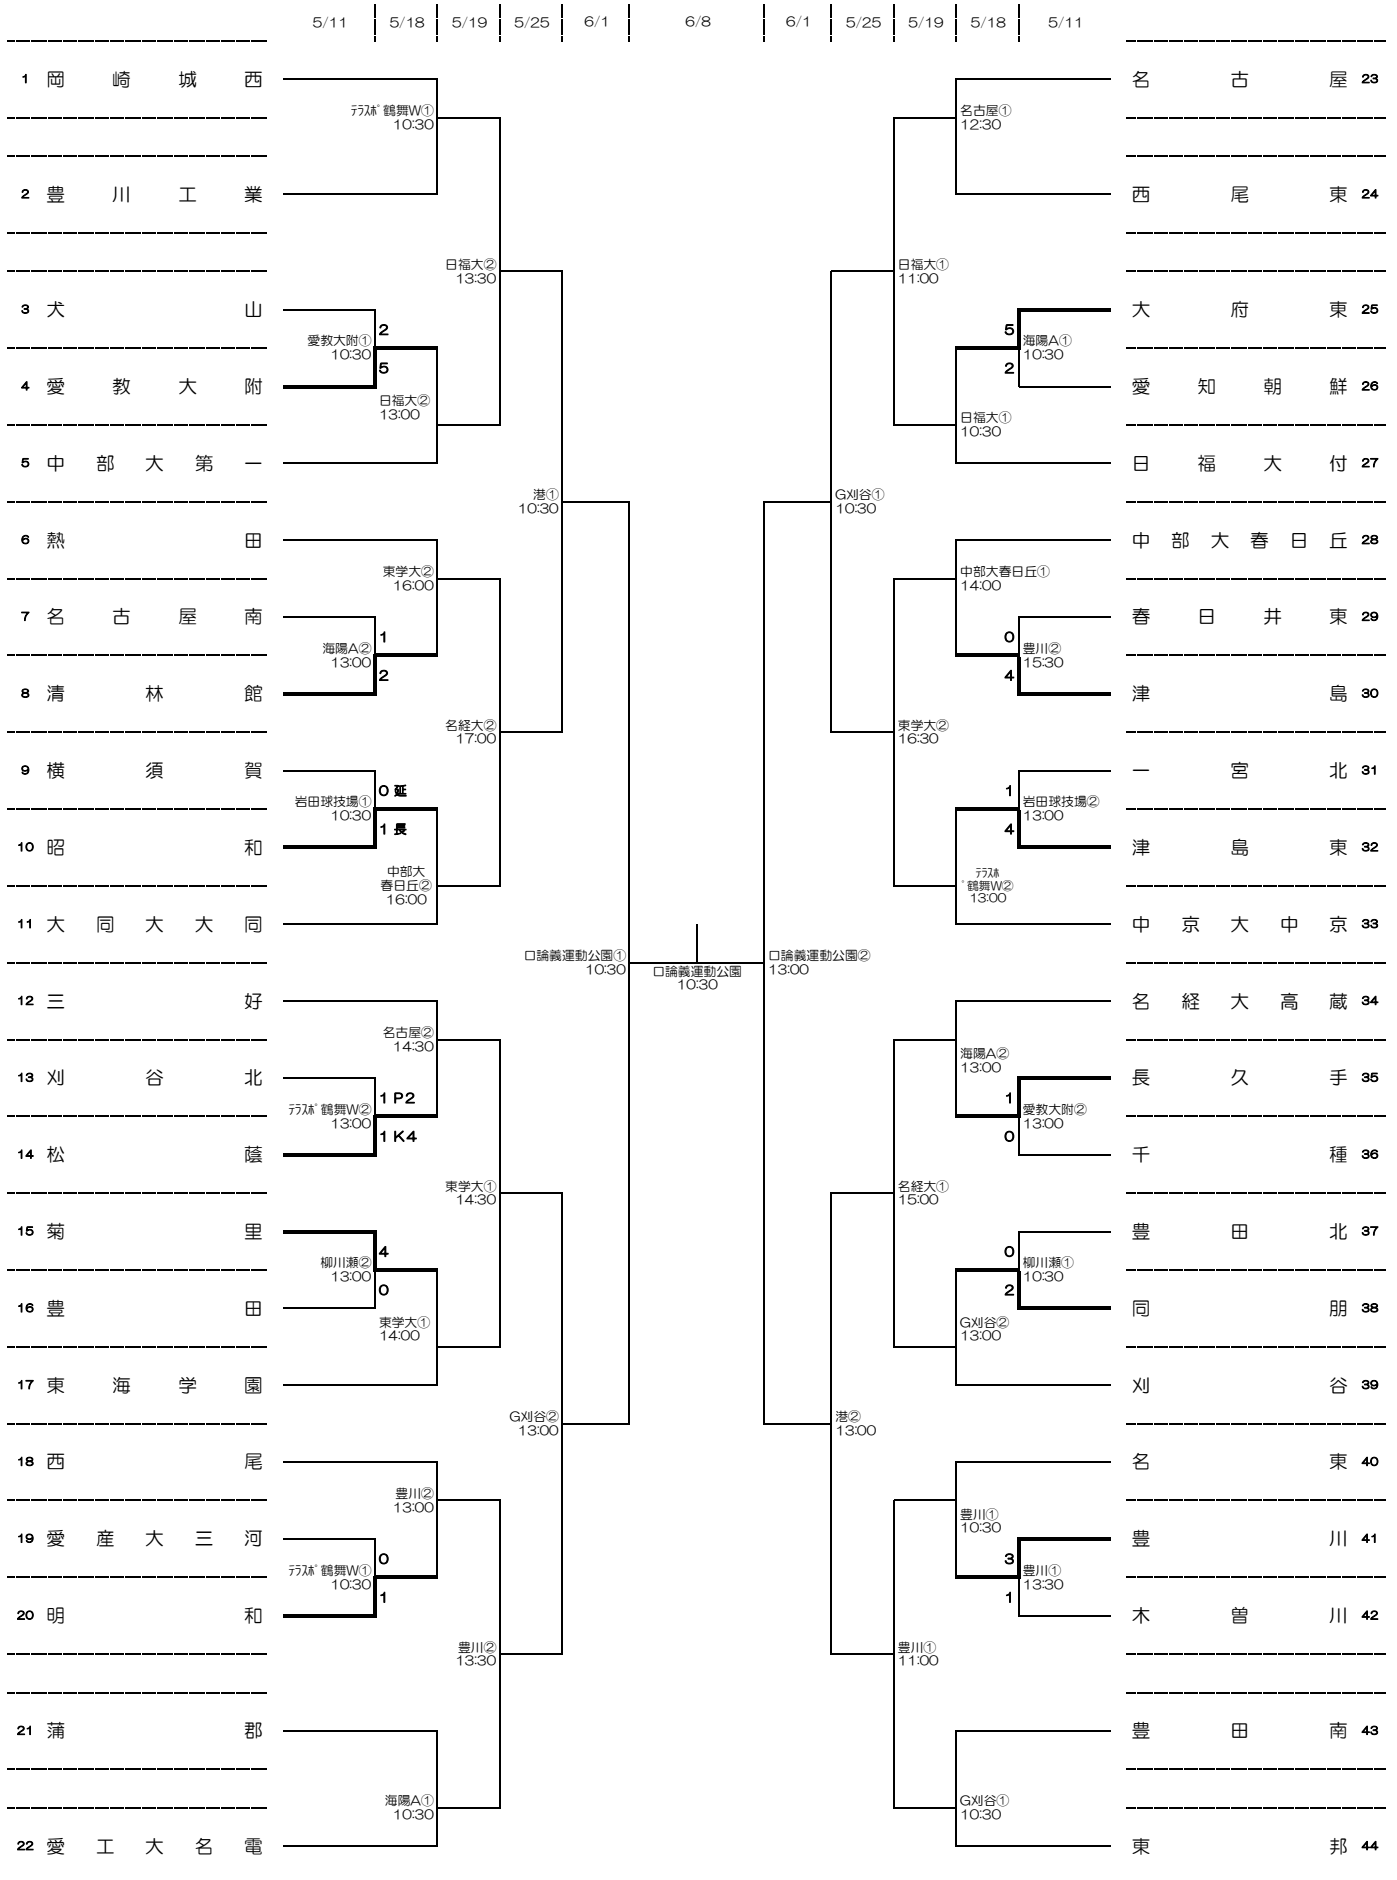 5/11 5/18 5/19 5/25 6/1 6/8 6/1 5/25 5/19 5/18 5/11
1 岡崎城西
ﾃﾗｽﾎﾟ鶴舞W①
10:30
2 豊川工業
日福大②
13:30
3 犬山
愛教大附①
10:30
2
5
4 愛教大附
日福大②
13:00
5 中部大第一
港①
10:30
6 熱田
東学大②
16:00
7 名古屋南
海陽A②
13:00
1
2
8 清林館
名経大②
17:00
9 横須賀
岩田球技場①
10:30
0 延
1 長
10 昭和
中部大
春日丘②
16:00
11 大同大大同
口論義運動公園①
10:30
12 三好
名古屋②
14:30
13 刈谷北
ﾃﾗｽﾎﾟ鶴舞W②
13:00
1 P2
1 K4
14 松蔭
東学大①
14:30
15 菊里
柳川瀬②
13:00
4
0
16 豊田
東学大①
14:00
17 東海学園
G刈谷②
13:00
18 西尾
豊川②
13:00
19 愛産大三河
ﾃﾗｽﾎﾟ鶴舞W①
10:30
0
1
20 明和
豊川②
13:30
21 蒲郡
海陽A①
10:30
22 愛工大名電
口論義運動公園
10:30
名古屋 23
名古屋①
12:30
西尾東 24
日福大①
11:00
大府東 25
5
2
海陽A①
10:30
愛知朝鮮 26
日福大①
10:30
日福大付 27
G刈谷①
10:30
中部大春日丘 28
中部大春日丘①
14:00
春日井東 29
0
4
豊川②
15:30
津島 30
東学大②
16:30
一宮北 31
1
4
岩田球技場②
13:00
津島東 32
ﾃﾗｽﾎ
ﾟ鶴舞W②
13:00
中京大中京 33
口論義運動公園②
13:00
名経大高蔵 34
海陽A②
13:00
長久手 35
1
0
愛教大附②
13:00
千種 36
名経大①
15:00
豊田北 37
0
2
柳川瀬①
10:30
同朋 38
G刈谷②
13:00
刈谷 39
港②
13:00
名東 40
豊川①
10:30
豊川 41
3
1
豊川①
13:30
木曽川 42
豊川①
11:00
豊田南 43
G刈谷①
10:30
東邦 44